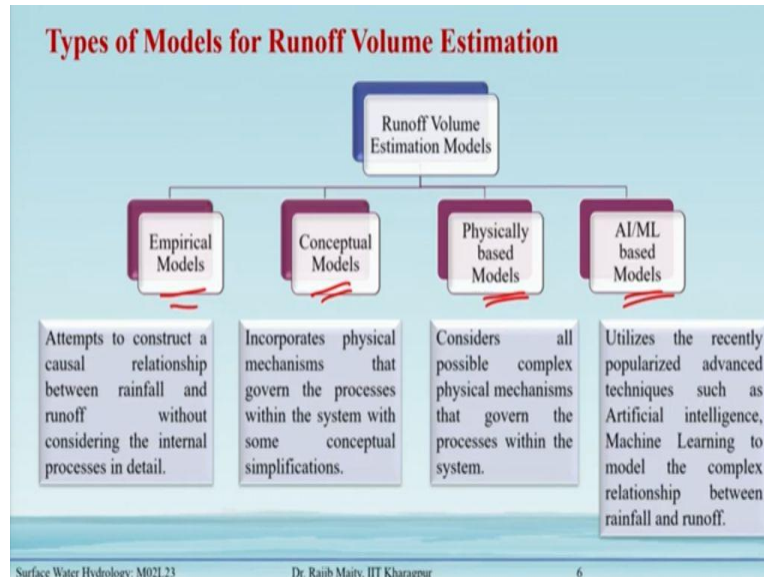 Types of Models for Runoff Volume Estimation
Runoff Volume
Estimation Models
Empirical
Models
Conceptual
Models
Physically
based
Models
AI/ML
based
Models
Attempts to construct a
causal relationship
between rainfall and
runoff without
considering the internal
processes in detail.
Incorporates physical
mechanisms that
govern the processes
within the system with
some conceptual
simplifications.
Considers all
possible complex
physical mechanisms
that govern the
processes within the
system.
Utilizes the recently
popularized advanced
techniques such as
Artificial intelligence,
Machine Learning to
model the complex
relationship between
rainfall and runoff.
Surface Water Hydrology: M02L23
Dr. Rajib Maity, IIT Kharagpur
6